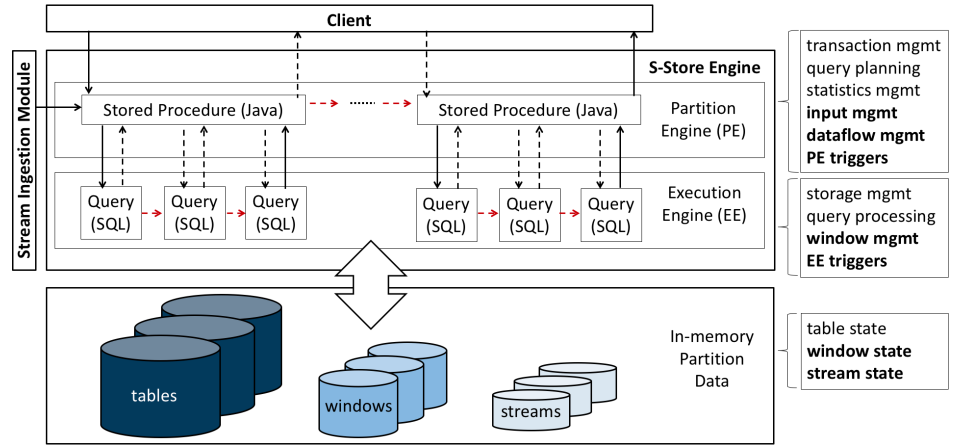 Client
Stream Ingestion Module
S-Store Engine
Stored Procedure (Java)
......
Stored Procedure (Java)
Partition
Engine (PE)
Query
(SQL)
Query
(SQL)
Query
(SQL)
Query
(SQL)
Query
(SQL)
Query
(SQL)
Execution
Engine (EE)
In-memory
Partition
Data
tables
windows
streams
transaction mgmt
query planning
statistics mgmt
input mgmt
dataflow mgmt
PE triggers
storage mgmt
query processing
window mgmt
EE triggers
table state
window state
stream state